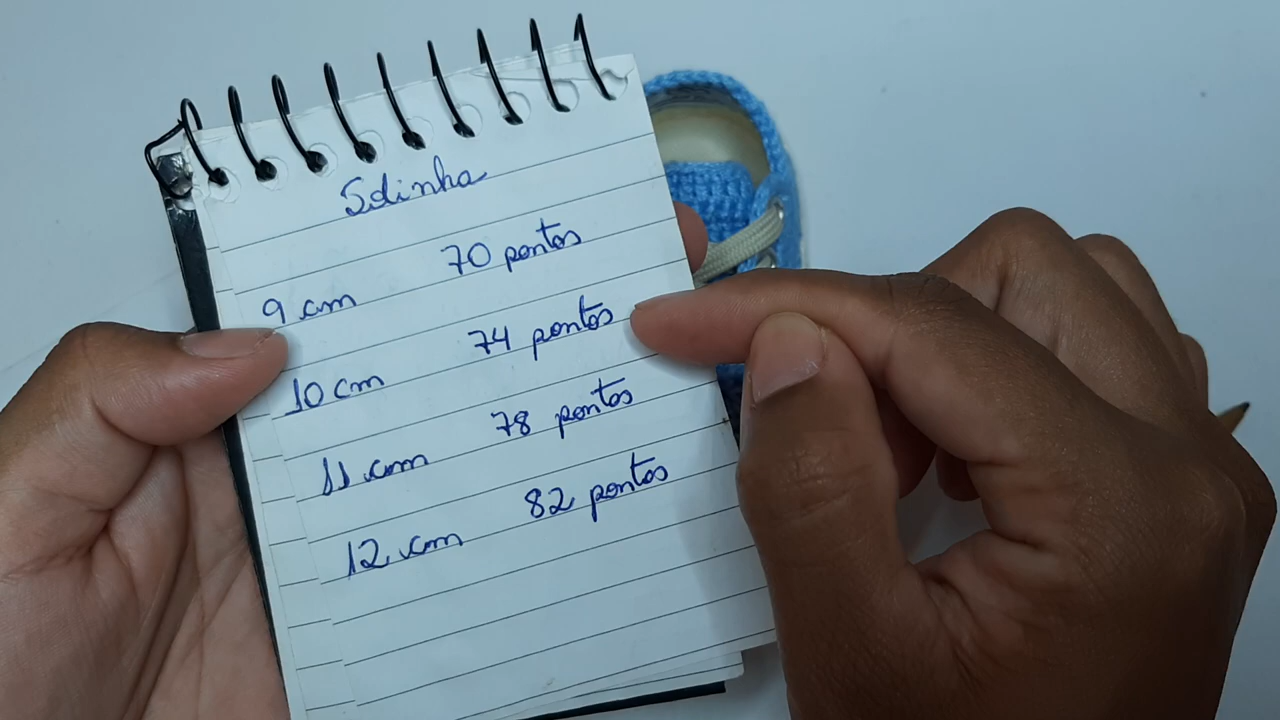 Solinha
9 cm 70 pontos
10 cm 74 pontos
11 cm 78 pontos
12 cm 82 pontos